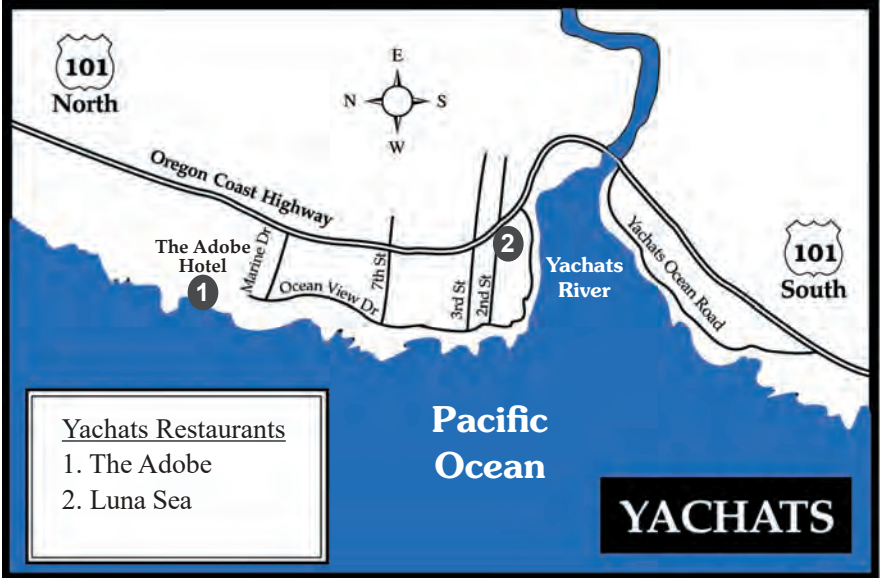 101
North
E
N
S
W
Oregon Coast Highway
101
South
The Adobe
Hotel
1
Marine Dr
Ocean View Dr
7th St
3rd St
2nd St
2
Yachats
River
Yachats Ocean Road
Pacific
Ocean
Yachats Restaurants
1. The Adobe
2. Luna Sea
YACHATS